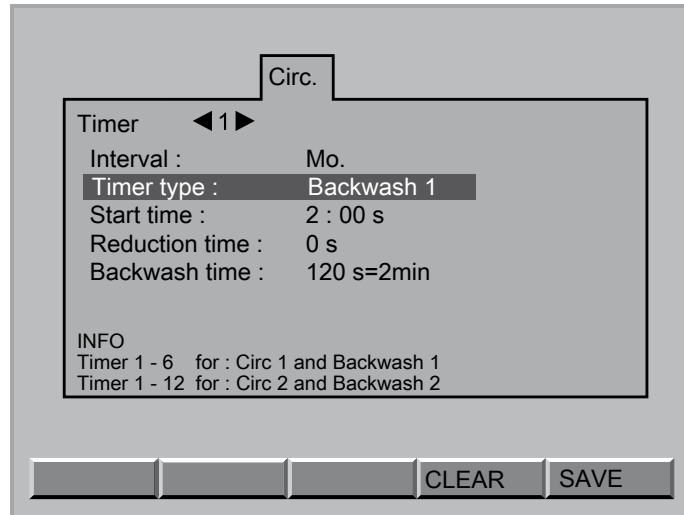 Circ.
Timer ◀1▶
Interval : Mo.
Timer type : Backwash 1
Start time : 2 : 00 s
Reduction time : 0 s
Backwash time : 120 s=2min
INFO
Timer 1 - 6 for : Circ 1 and Backwash 1
Timer 1 - 12 for : Circ 2 and Backwash 2
CLEAR SAVE